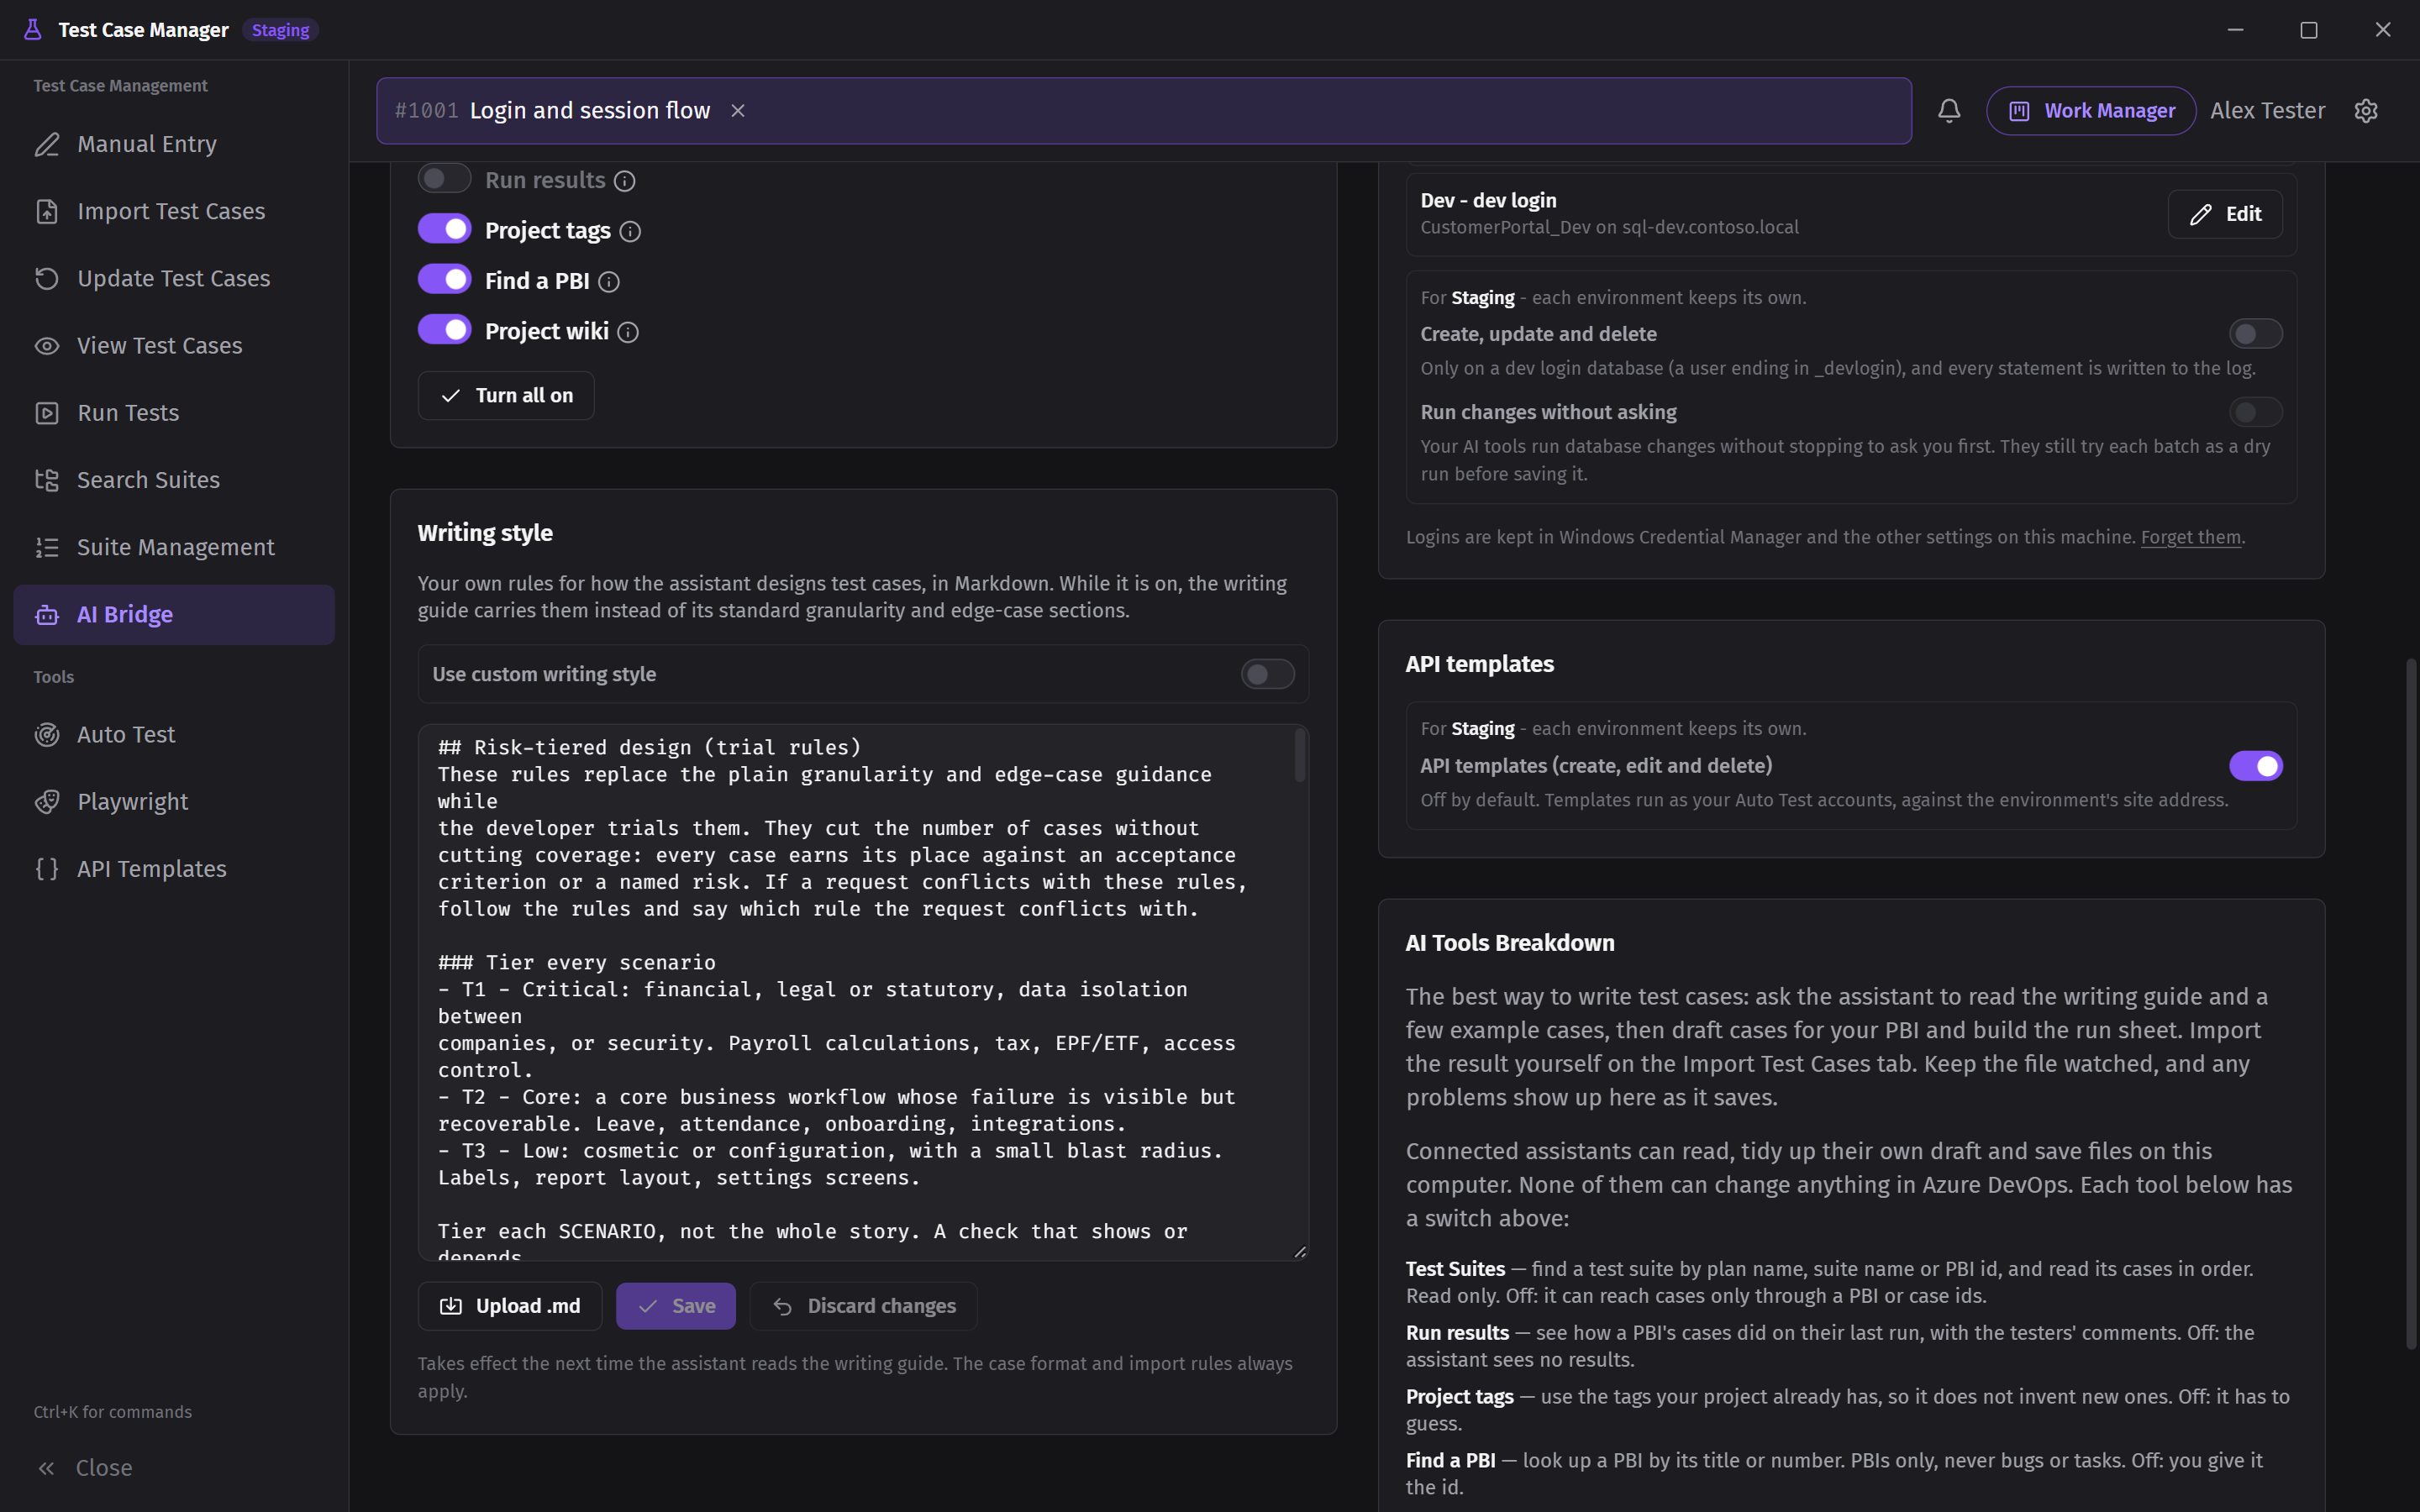 Test Case Manager Staging
Test Case Management
Manual Entry
Import Test Cases
Update Test Cases
View Test Cases
Run Tests
Search Suites
Suite Management
AI Bridge
Tools
Auto Test
Playwright
API Templates
Ctrl+K for commands
Close
#1001 Login and session flow
Work Manager
Alex Tester
Run results
Project tags
Find a PBI
Project wiki
Turn all on
Writing style
Your own rules for how the assistant designs test cases, in Markdown. While it is on, the writing
guide carries them instead of its standard granularity and edge-case sections.
Use custom writing style
## Risk-tiered design (trial rules)
These rules replace the plain granularity and edge-case guidance
while
the developer trials them. They cut the number of cases without
cutting coverage: every case earns its place against an acceptance
criterion or a named risk. If a request conflicts with these rules,
follow the rules and say which rule the request conflicts with.
### Tier every scenario
- T1 - Critical: financial, legal or statutory, data isolation
between
companies, or security. Payroll calculations, tax, EPF/ETF, access
control.
- T2 - Core: a core business workflow whose failure is visible but
recoverable. Leave, attendance, onboarding, integrations.
- T3 - Low: cosmetic or configuration, with a small blast radius.
Labels, report layout, settings screens.
Tier each SCENARIO, not the whole story. A check that shows or
depends
Upload .md
Save
Discard changes
Takes effect the next time the assistant reads the writing guide. The case format and import rules always
apply.
Dev - dev login
CustomerPortal_Dev on sql-dev.contoso.local
Edit
For Staging - each environment keeps its own.
Create, update and delete
Only on a dev login database (a user ending in _devlogin), and every statement is written to the log.
Run changes without asking
Your AI tools run database changes without stopping to ask you first. They still try each batch as a dry
run before saving it.
Logins are kept in Windows Credential Manager and the other settings on this machine. Forget them.
API templates
For Staging - each environment keeps its own.
API templates (create, edit and delete)
Off by default. Templates run as your Auto Test accounts, against the environment's site address.
AI Tools Breakdown
The best way to write test cases: ask the assistant to read the writing guide and a
few example cases, then draft cases for your PBI and build the run sheet. Import
the result yourself on the Import Test Cases tab. Keep the file watched, and any
problems show up here as it saves.
Connected assistants can read, tidy up their own draft and save files on this
computer. None of them can change anything in Azure DevOps. Each tool below has
a switch above:
Test Suites — find a test suite by plan name, suite name or PBI id, and read its cases in order.
Read only. Off: it can reach cases only through a PBI or case ids.
Run results — see how a PBI's cases did on their last run, with the testers' comments. Off: the
assistant sees no results.
Project tags — use the tags your project already has, so it does not invent new ones. Off: it has to
guess.
Find a PBI — look up a PBI by its title or number. PBIs only, never bugs or tasks. Off: you give it
the id.